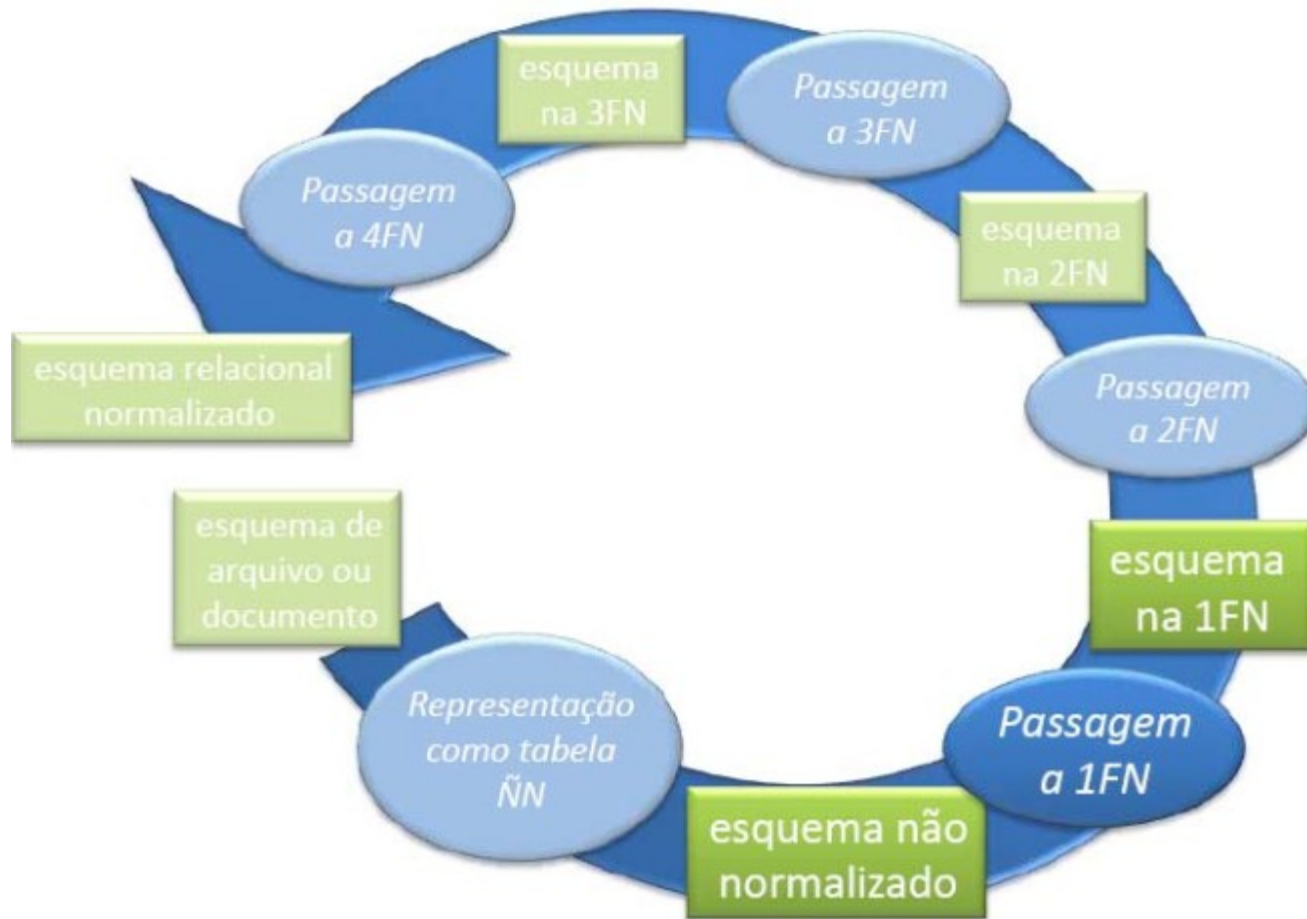 esquema
na 3FN
Passagem
a 3FN
Passagem
a 4FN
esquema
na 2FN
esquema relacional
normalizado
Passagem
a 2FN
esquema de
arquivo ou
documento
esquema
na 1FN
Representação
como tabela
ÑN
Passagem
a 1FN
esquema não
normalizado